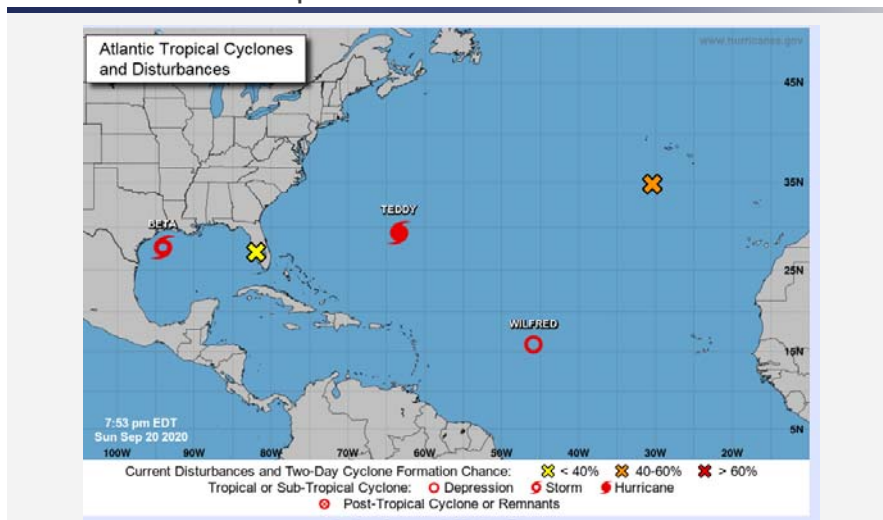 Atlantic Tropical Cyclones
and Disturbances
www.hurricanes.gov
45N
35N
TEDDY
BETA
25N
WILFRED
15N
7:53 pm EDT
Sun Sep 20 2020
5N
100W 90W 80W 70W 60W 50W 40W 30W 20W
Current Disturbances and Two-Day Cyclone Formation Chance: < 40% 40-60% > 60%
Tropical or Sub-Tropical Cyclone: Depression Storm Hurricane
Post-Tropical Cyclone or Remnants